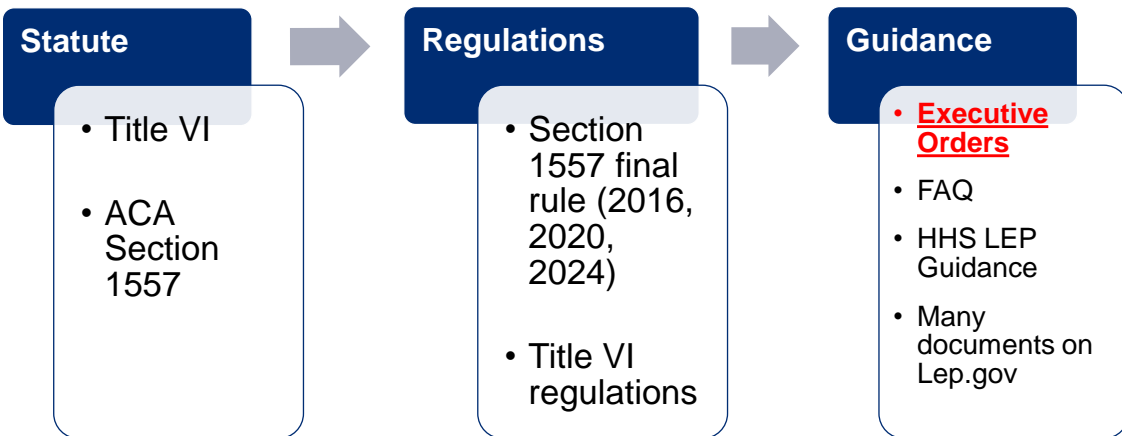 Statute
• Title VI
• ACA
Section
1557
Regulations
• Section
1557 final
rule (2016,
2020,
2024)
• Title VI
regulations
Guidance
• Executive
Orders
• FAQ
• HHS LEP
Guidance
• Many
documents on
Lep.gov